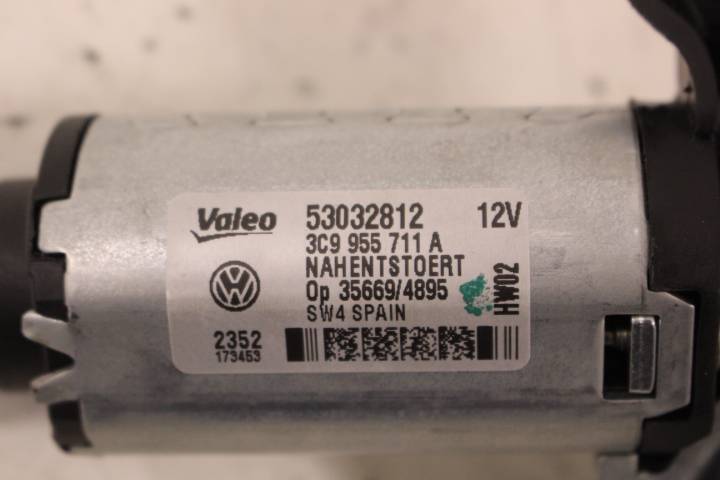 Valeo 53032812 12V
3C9 955 711 A
NAHENTSTOERT
Op 35669/4895 HW02
SW4 SPAIN
2352
173453